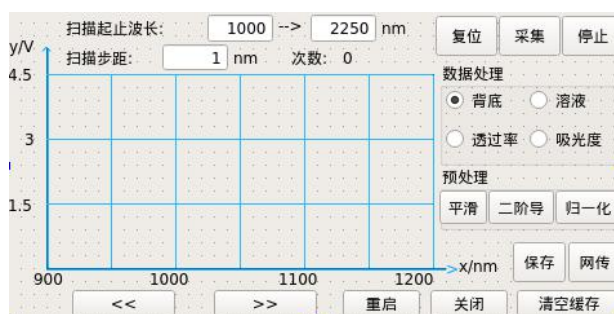 扫描起止波长: 1000 --> 2250 nm 复位 采集 停止
y/V 扫描步距: 1 nm 次数: 0
4.5 数据处理
背底 溶液
3 透过率 吸光度
预处理
1.5 平滑 二阶导 归一化
x/nm 保存 网传
900 1000 1100 1200
<< >> 重启 关闭 清空缓存